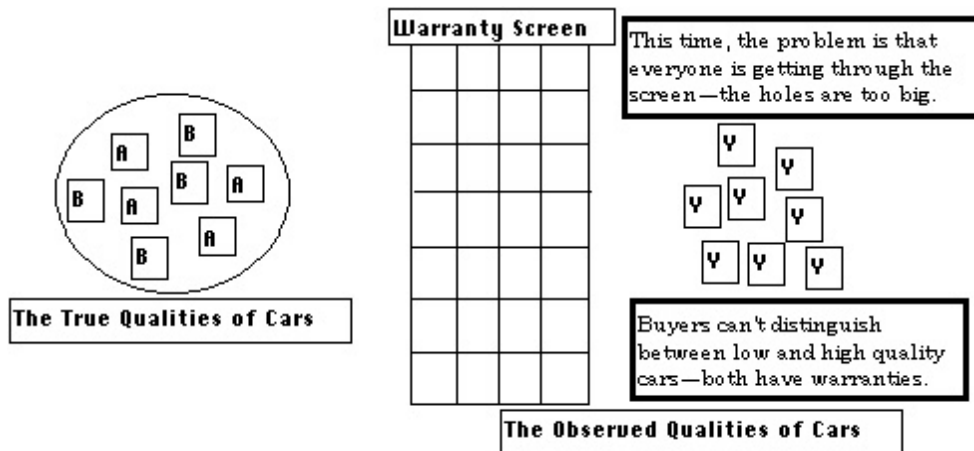 Warranty Screen
This time, the problem is that
everyone is getting through the
screen—the holes are too big.
B
A
B
A
B
A
A
B
Y
Y
Y
Y
Y
Y
Y
Y
The True Qualities of Cars
Buyers can't distinguish
between low and high quality
cars—both have warranties.
The Observed Qualities of Cars